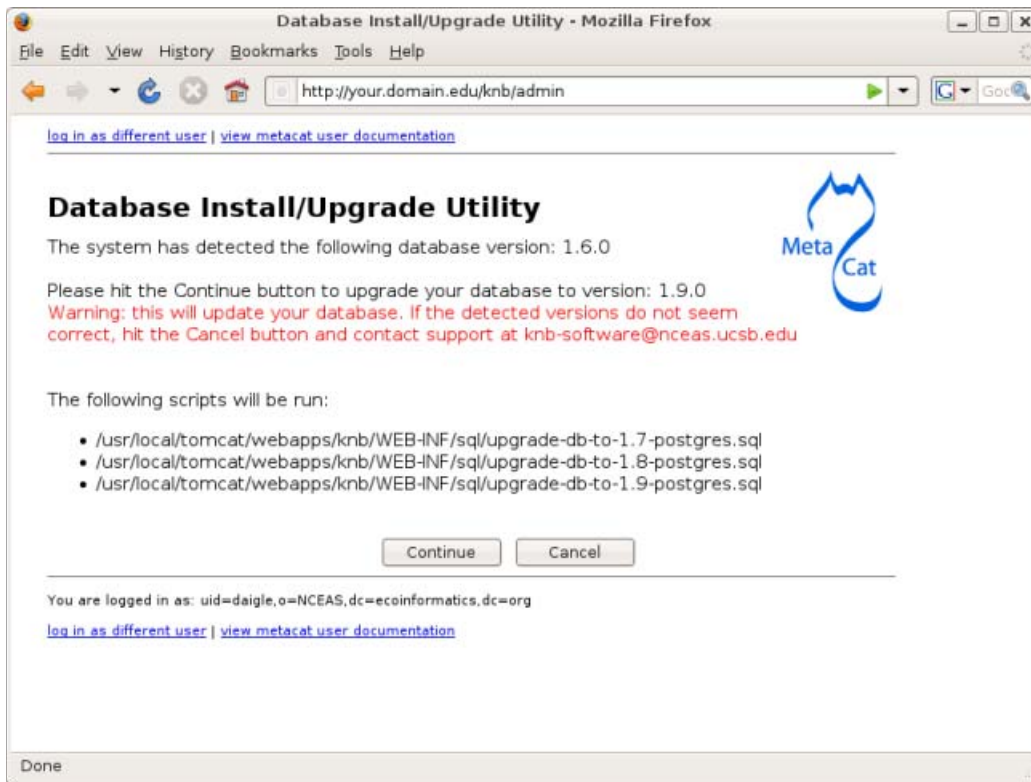 Database Install/Upgrade Utility - Mozilla Firefox
File Edit View History Bookmarks Tools Help
http://your.domain.edu/knb/admin
G Goo
log in as different user | view metacat user documentation
Database Install/Upgrade Utility
The system has detected the following database version: 1.6.0
Meta
Cat
Please hit the Continue button to upgrade your database to version: 1.9.0
Warning: this will update your database. If the detected versions do not seem
correct, hit the Cancel button and contact support at knb-software@nceas.ucsb.edu
The following scripts will be run:
• /usr/local/tomcat/webapps/knb/WEB-INF/sql/upgrade-db-to-1.7-postgres.sql
• /usr/local/tomcat/webapps/knb/WEB-INF/sql/upgrade-db-to-1.8-postgres.sql
• /usr/local/tomcat/webapps/knb/WEB-INF/sql/upgrade-db-to-1.9-postgres.sql
Continue Cancel
You are logged in as: uid=daigle,o=NCEAS,dc=ecoinformatics,dc=org
log in as different user | view metacat user documentation
Done